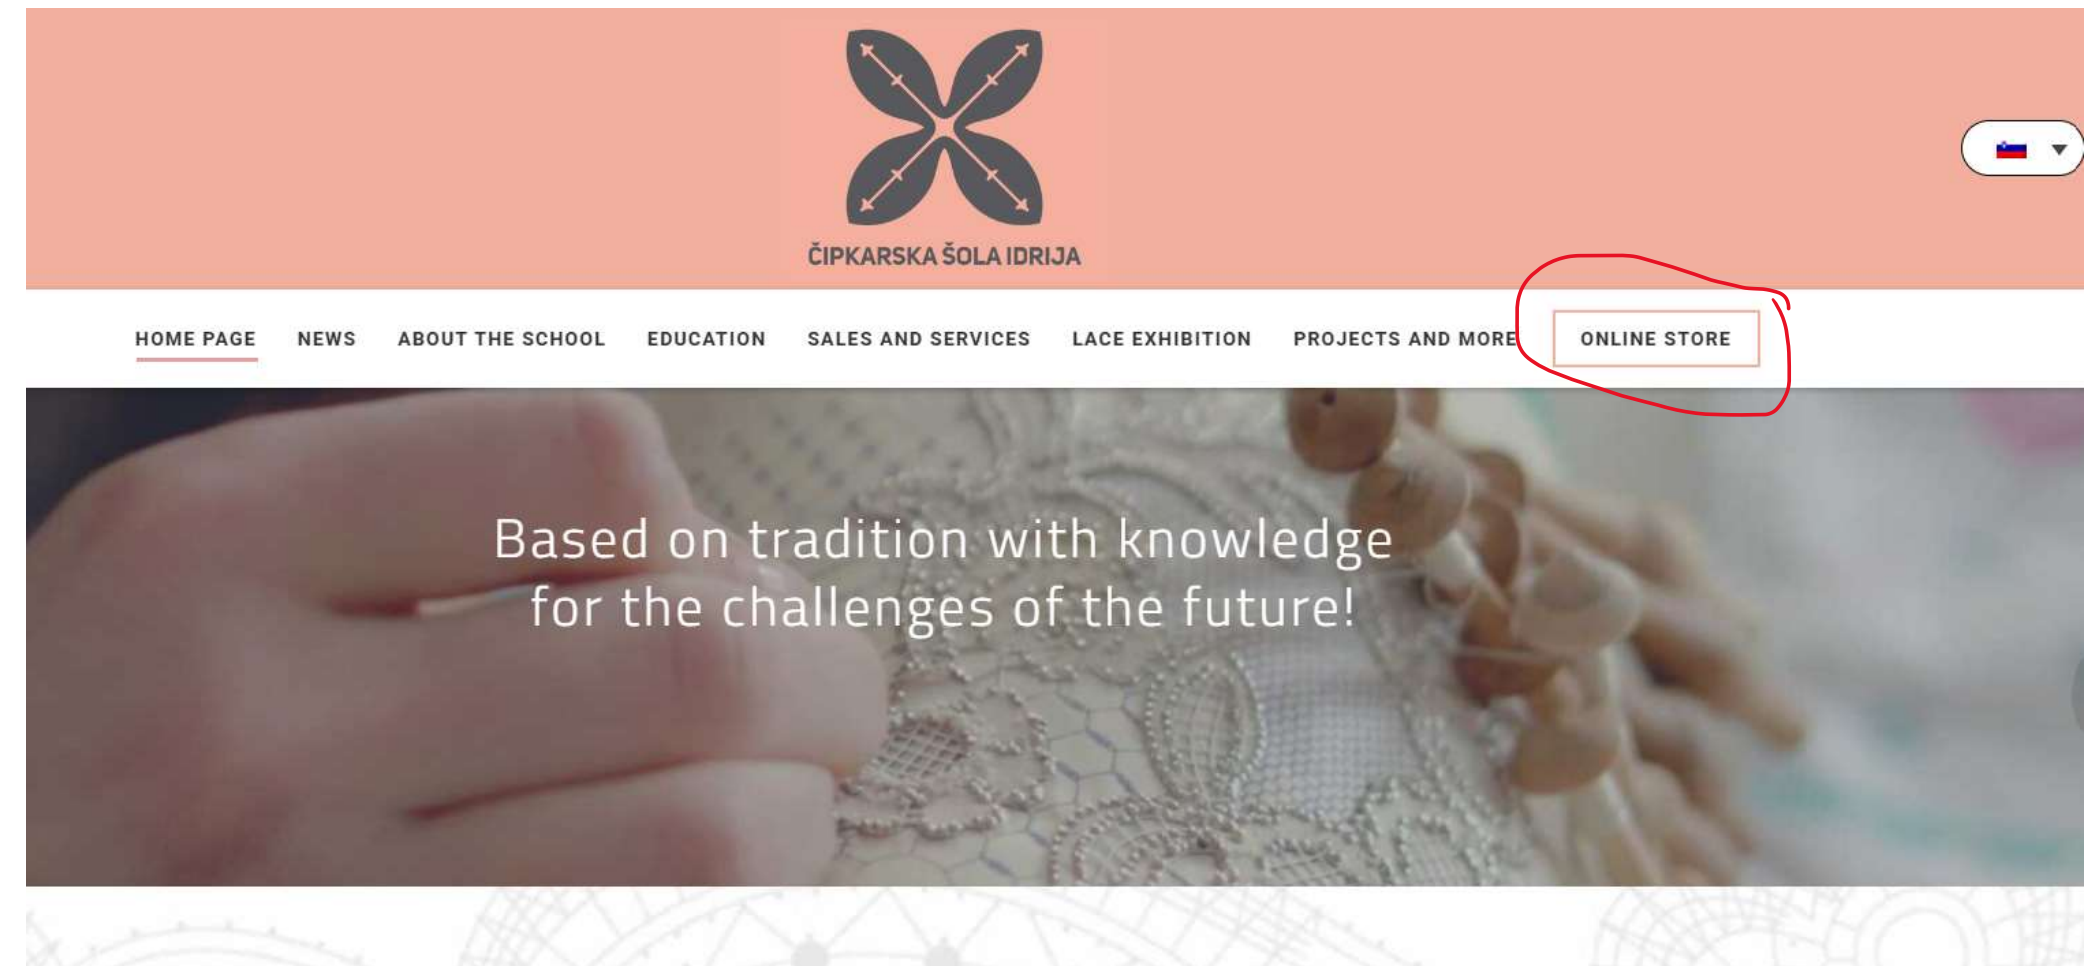 ČIPKARSKA ŠOLA IDRIJA
HOME PAGE NEWS ABOUT THE SCHOOL EDUCATION SALES AND SERVICES LACE EXHIBITION PROJECTS AND MORE ONLINE STORE
Based on tradition with knowledge
for the challenges of the future!